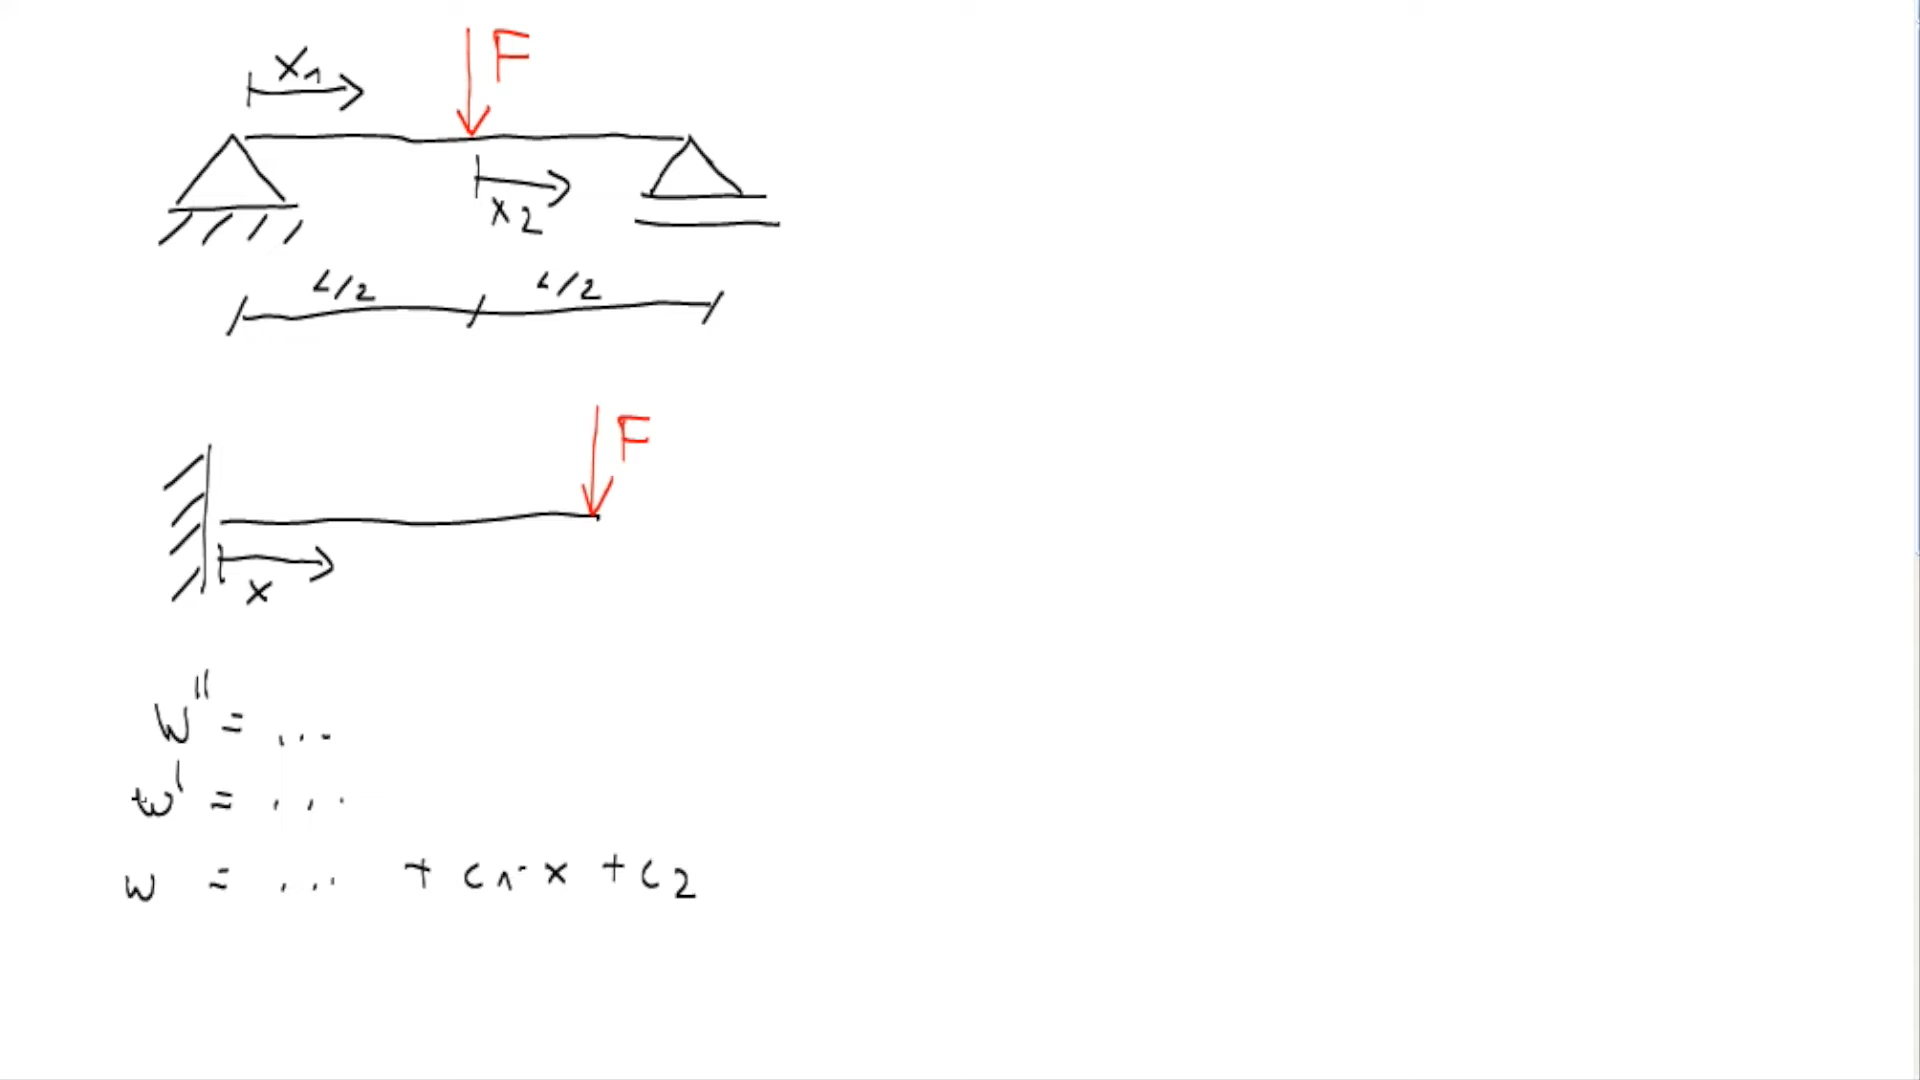 F
x₁
x₂
L/2 L/2
F
x
w'' = ...
w' = ...
w = ... + c₁·x + c₂